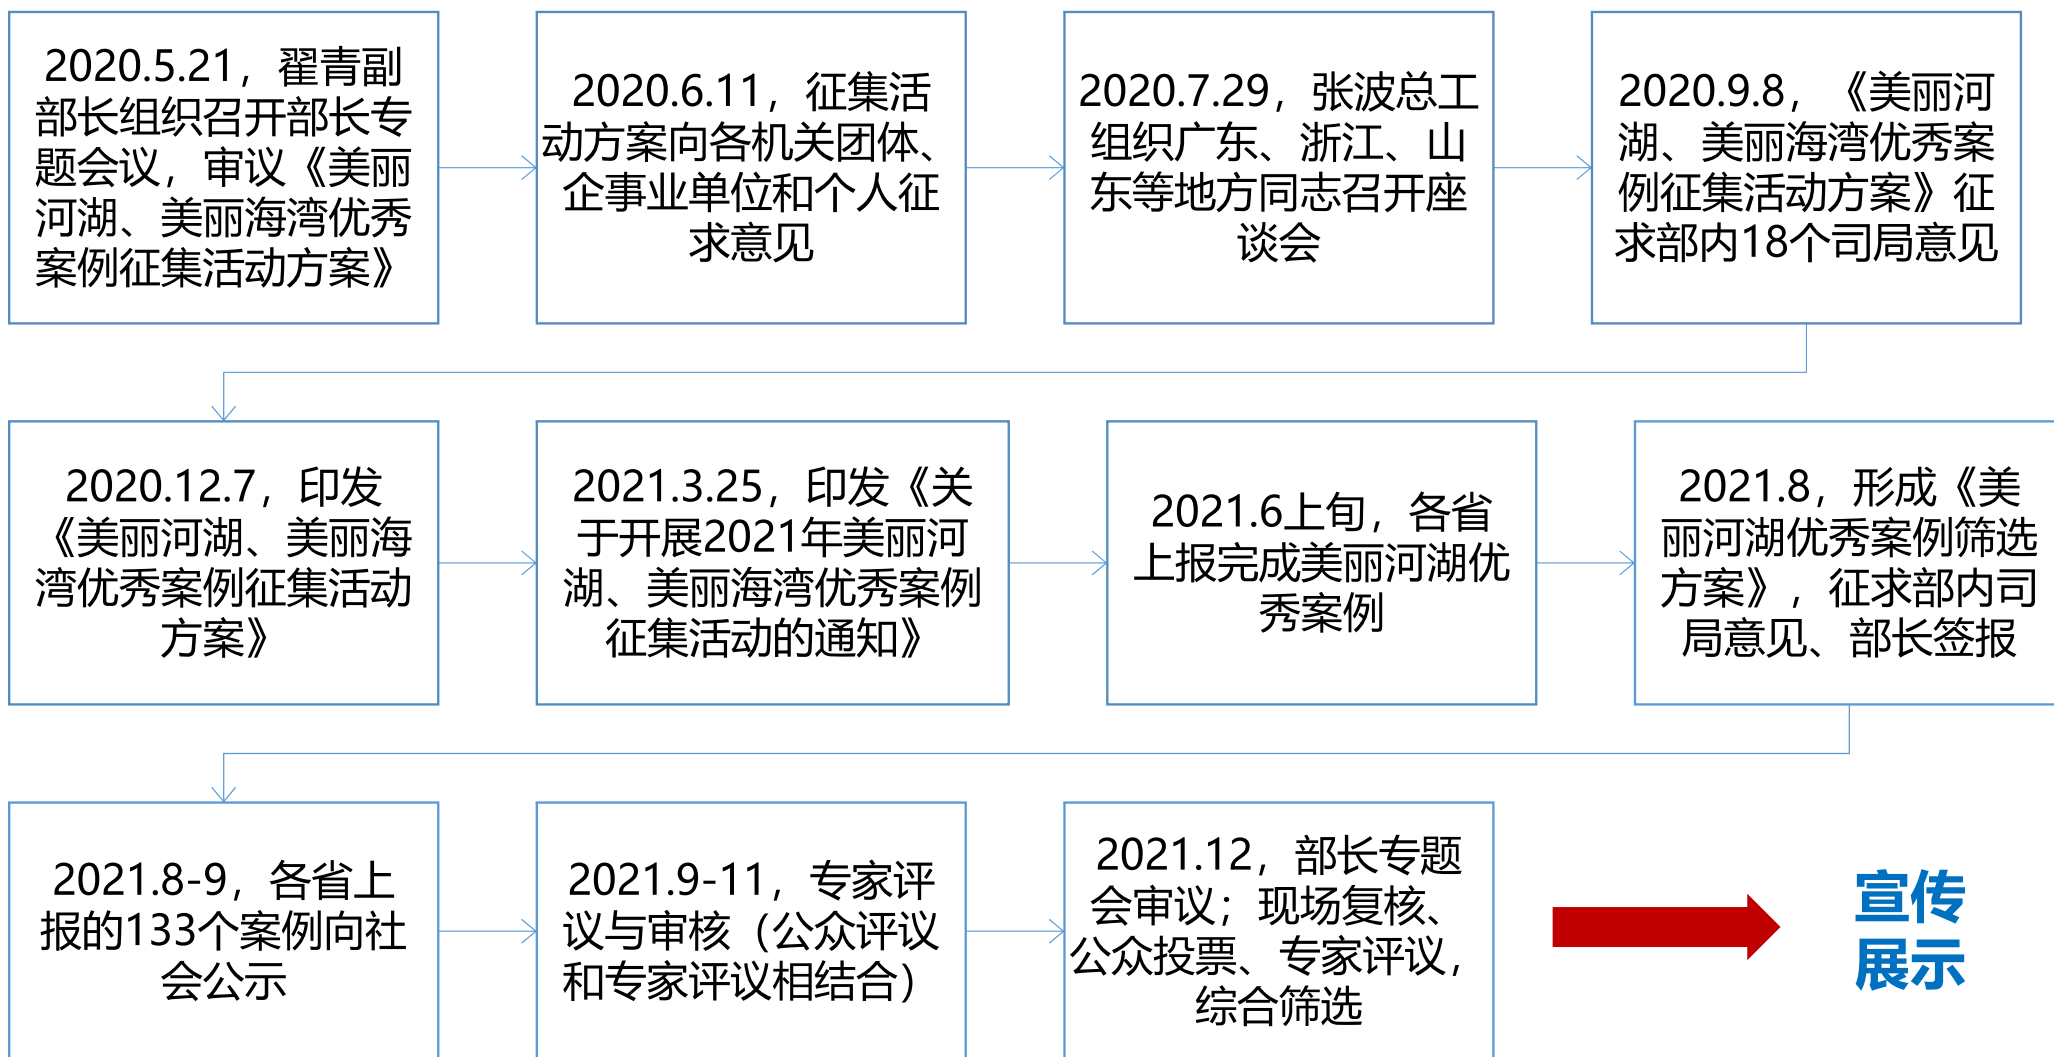 2020.5.21，翟青副
部长组织召开部长专
题会议，审议《美丽
河湖、美丽海湾优秀
案例征集活动方案》
2020.6.11，征集活
动方案向各机关团体、
企事业单位和个人征
求意见
2020.7.29，张波总工
组织广东、浙江、山
东等地方同志召开座
谈会
2020.9.8，《美丽河
湖、美丽海湾优秀案
例征集活动方案》征
求部内18个司局意见
2020.12.7，印发
《美丽河湖、美丽海
湾优秀案例征集活动
方案》
2021.3.25，印发《关
于开展2021年美丽河
湖、美丽海湾优秀案例
征集活动的通知》
2021.6上旬，各省
上报完成美丽河湖优
秀案例
2021.8，形成《美
丽河湖优秀案例筛选
方案》，征求部内司
局意见、部长签报
2021.8-9，各省上
报的133个案例向社
会公示
2021.9-11，专家评
议与审核（公众评议
和专家评议相结合）
2021.12，部长专题
会审议；现场复核、
公众投票、专家评议，
综合筛选
宣传
展示